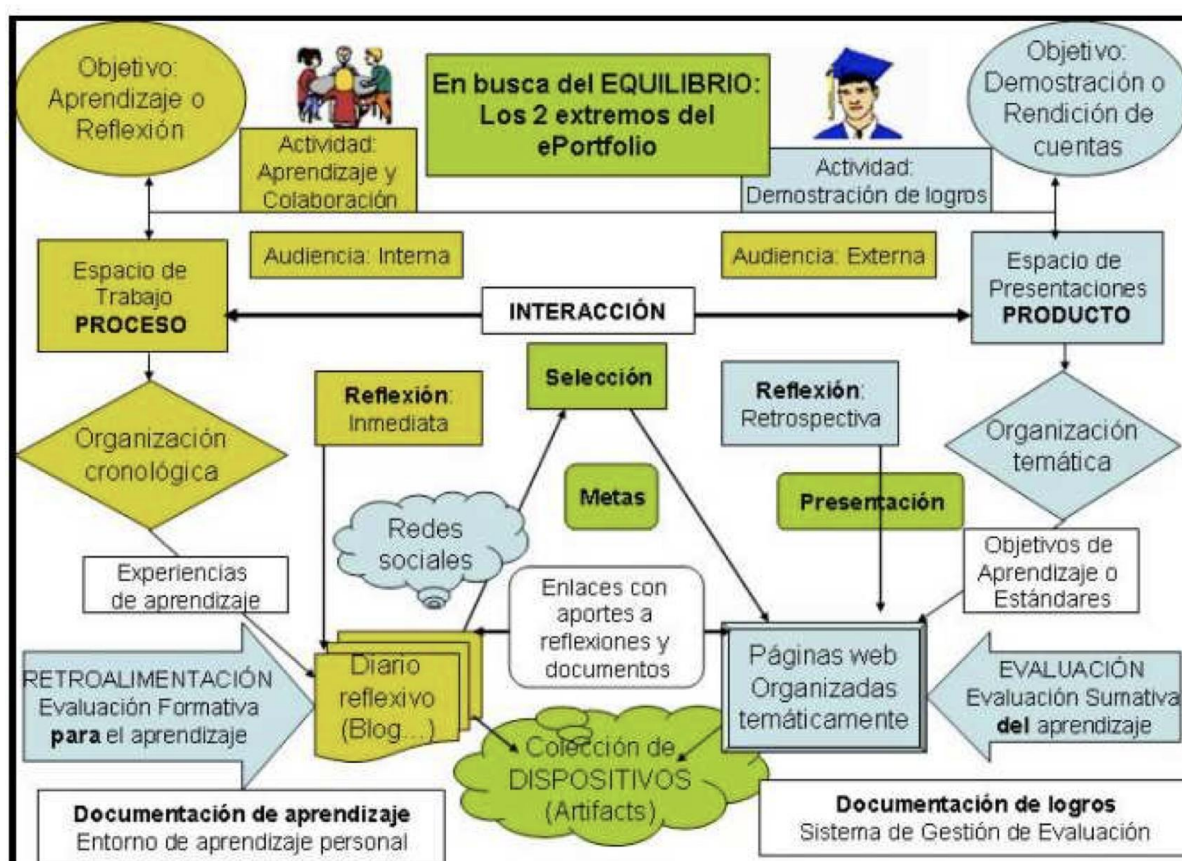 Objetivo:
Aprendizaje o
Reflexión
En busca del EQUILIBRIO:
Los 2 extremos del
ePortfolio
Objetivo:
Demostración o
Rendición de
cuentas
Actividad:
Aprendizaje y
Colaboración
Actividad:
Demostración de logros
Audiencia: Interna
Audiencia: Externa
Espacio de
Trabajo
PROCESO
INTERACCIÓN
Espacio de
Presentaciones
PRODUCTO
Reflexión:
Inmediata
Selección
Reflexión:
Retrospectiva
Organización
cronológica
Organización
temática
Metas
Presentación
Redes
sociales
Experiencias
de aprendizaje
Enlaces con
aportes a
reflexiones y
documentos
Objetivos de
Aprendizaje o
Estándares
RETROALIMENTACIÓN
Evaluación Formativa
para el aprendizaje
Diario
reflexivo
(Blog...)
Páginas web
Organizadas
temáticamente
EVALUACIÓN
Evaluación Sumativa
del aprendizaje
Colección de
DISPOSITIVOS
(Artifacts)
Documentación de aprendizaje
Entorno de aprendizaje personal
Documentación de logros
Sistema de Gestión de Evaluación